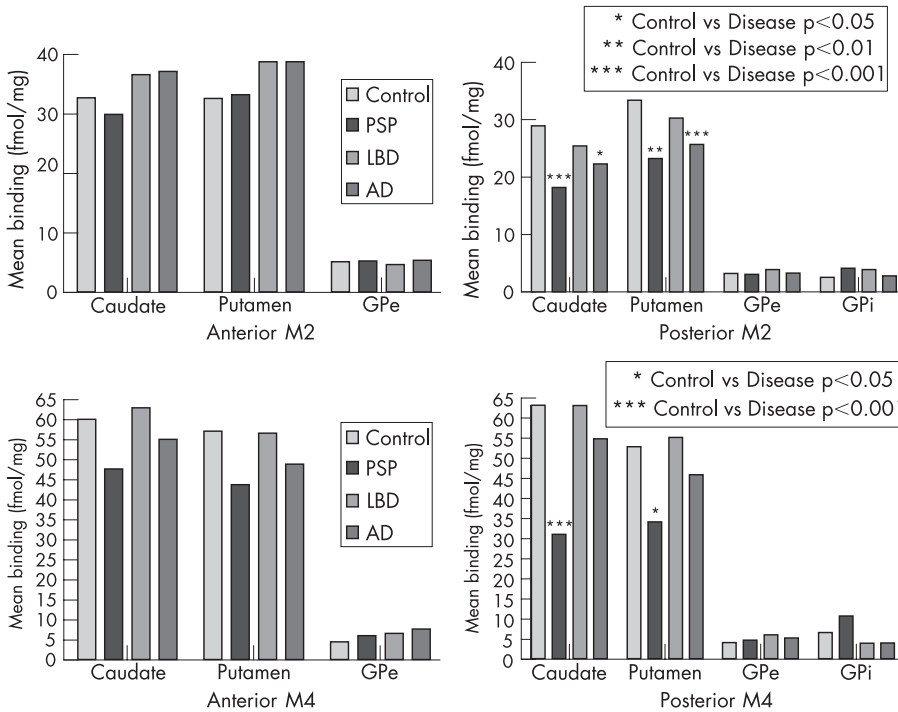 * Control vs Disease p<0.05
** Control vs Disease p<0.01
*** Control vs Disease p<0.001
Mean binding (fmol/mg)
40
30
20
10
0
Control
PSP
LBD
AD
Caudate Putamen GPe
Anterior M2
Mean binding (fmol/mg)
40
30
20
10
0
***
*
**
***
Caudate Putamen GPe GPi
Posterior M2
Mean binding (fmol/mg)
65
60
55
50
45
40
35
30
25
20
15
10
5
0
Control
PSP
LBD
AD
Caudate Putamen GPe
Anterior M4
* Control vs Disease p<0.05
*** Control vs Disease p<0.001
Mean binding (fmol/mg)
65
60
55
50
45
40
35
30
25
20
15
10
5
0
***
*
Caudate Putamen GPe GPi
Posterior M4